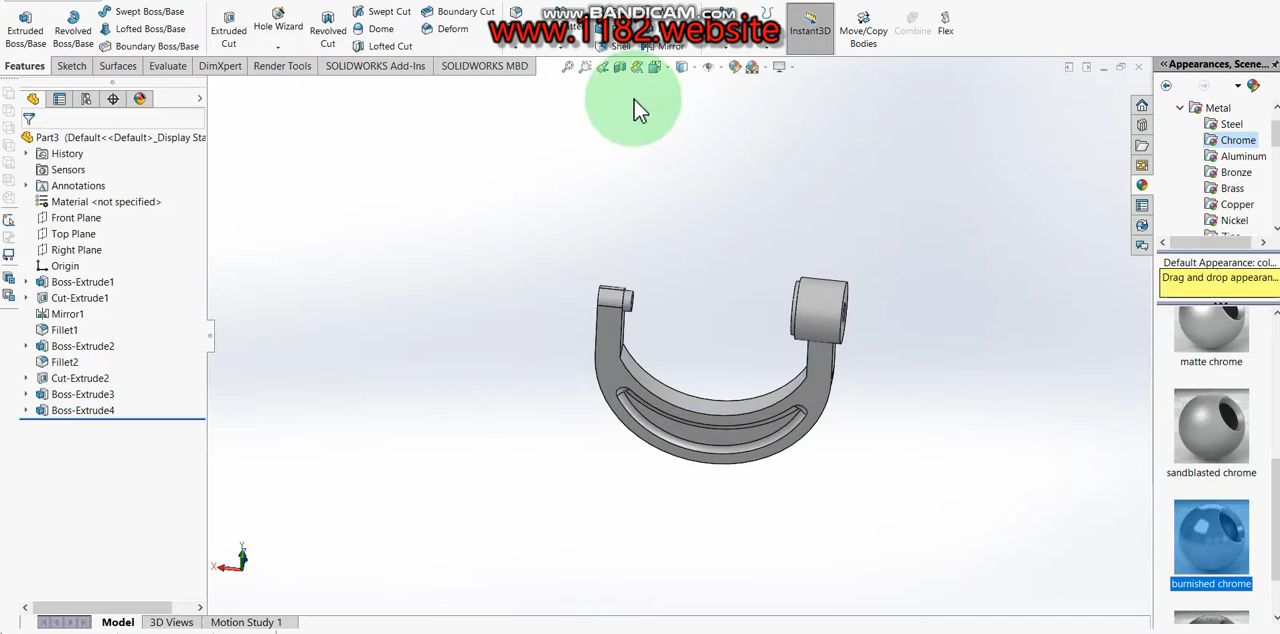 www.BANDICAM.com
www.1182.website
Extruded Boss/Base
Revolved Boss/Base
Swept Boss/Base
Lofted Boss/Base
Boundary Boss/Base
Extruded Cut
Hole Wizard
Revolved Cut
Swept Cut
Dome
Lofted Cut
Boundary Cut
Deform
Shell
Mirror
Instant3D
Move/Copy Bodies
Combine
Flex
Features
Sketch
Surfaces
Evaluate
DimXpert
Render Tools
SOLIDWORKS Add-Ins
SOLIDWORKS MBD
Part3 (Default<<Default>_Display Sta
History
Sensors
Annotations
Material <not specified>
Front Plane
Top Plane
Right Plane
Origin
Boss-Extrude1
Cut-Extrude1
Mirror1
Fillet1
Boss-Extrude2
Fillet2
Cut-Extrude2
Boss-Extrude3
Boss-Extrude4
Y
X
Model
3D Views
Motion Study 1
Appearances, Scene...
Metal
Steel
Chrome
Aluminum
Bronze
Brass
Copper
Nickel
Default Appearance: col...
Drag and drop appearan...
matte chrome
sandblasted chrome
burnished chrome